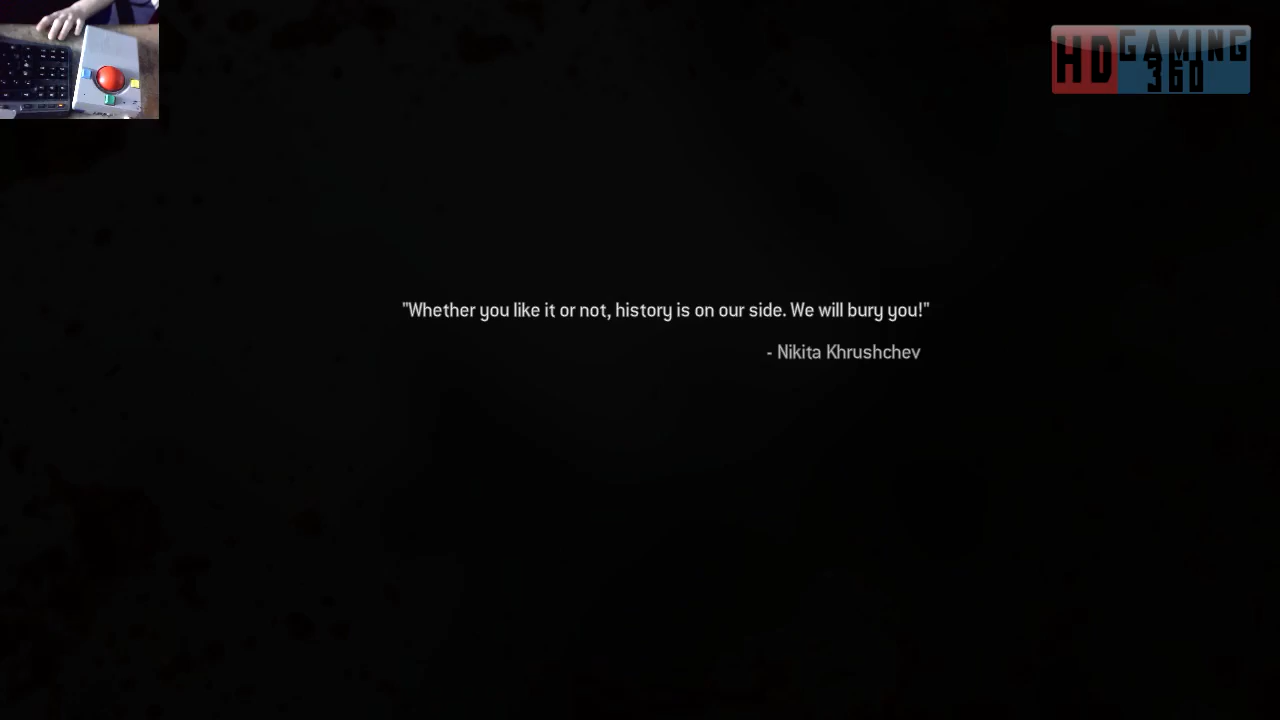 HD GAMING
360
"Whether you like it or not, history is on our side. We will bury you!"
- Nikita Khrushchev